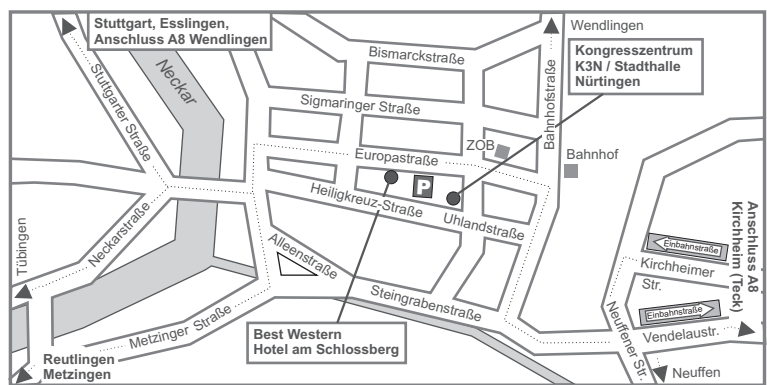 Stuttgart, Esslingen,
Anschluss A8 Wendlingen
Wendlingen
Bismarckstraße
Kongresszentrum
K3N / Stadthalle
Nürtingen
Stuttgarter Straße
Neckar
Sigmaringer Straße
Bahnhofstraße
ZOB
Bahnhof
Europastraße
P
Heiligkreuz-Straße
Uhlandstraße
Neckarstraße
Tübingen
Alleenstraße
Steingrabenstraße
Einbahnstraße
Kirchheimer
Str.
Anschluss A8
Kirchheim (Teck)
Einbahnstraße
Vendelaustr.
Neuffener Str.
Neuffen
Metzinger Straße
Best Western
Hotel am Schlossberg
Reutlingen
Metzingen